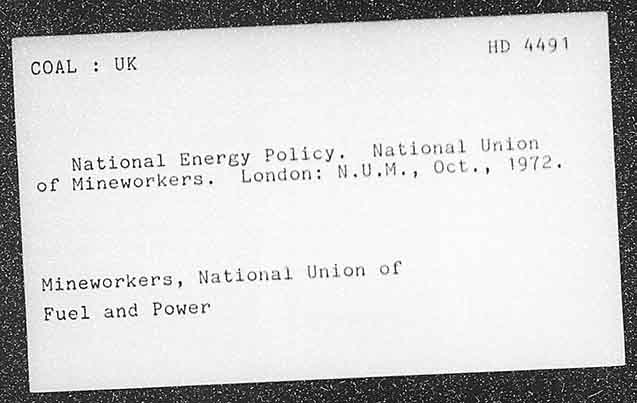 COAL : UK
HD 4491
National Energy Policy. National Union
of Mineworkers. London: N.U.M., Oct., 1972.
Mineworkers, National Union of
Fuel and Power